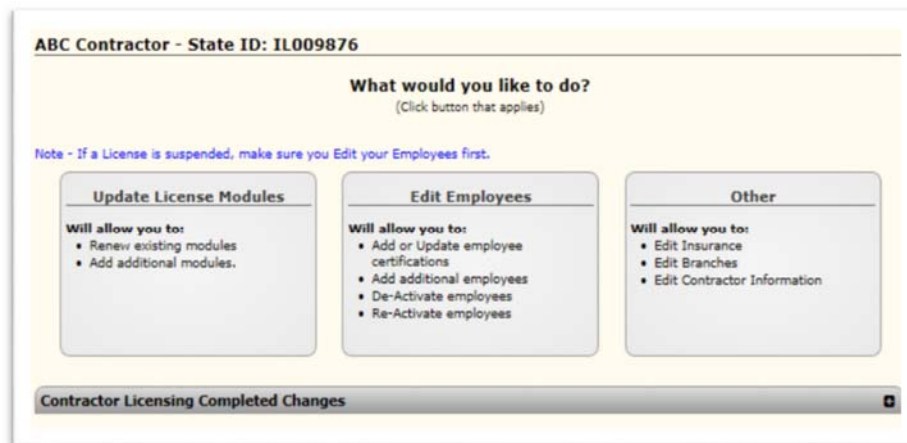 ABC Contractor - State ID: IL009876
What would you like to do?
(Click button that applies)
Note - If a License is suspended, make sure you Edit your Employees first.
Update License Modules
Will allow you to:
• Renew existing modules
• Add additional modules.
Edit Employees
Will allow you to:
• Add or Update employee
certifications
• Add additional employees
• De-Activate employees
• Re-Activate employees
Other
Will allow you to:
• Edit Insurance
• Edit Branches
• Edit Contractor Information
Contractor Licensing Completed Changes